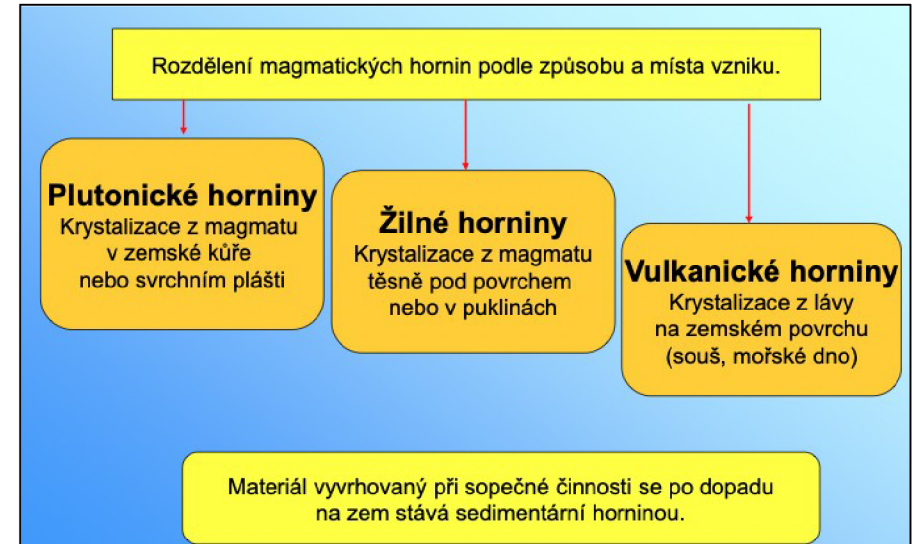 Rozdělení magmatických hornin podle způsobu a místa vzniku.
Plutonické horniny
Krystalizace z magmatu
v zemské kůře
nebo svrchním plášti
Žilné horniny
Krystalizace z magmatu
těsně pod povrchem
nebo v puklinách
Vulkanické horniny
Krystalizace z lávy
na zemském povrchu
(souš, mořské dno)
Materiál vyvrhovaný při sopečné činnosti se po dopadu
na zem stává sedimentární horninou.